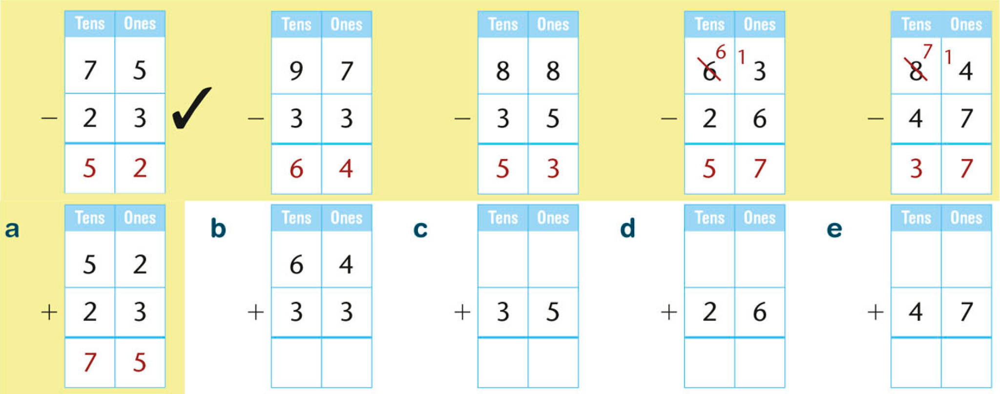 Tens Ones Tens Ones Tens Ones Tens Ones Tens Ones
6 1 7 1
7 5 9 7 8 8 6 3 8 4
− 2 3 ✓ − 3 3 − 3 5 − 2 6 − 4 7
5 2 6 4 5 3 5 7 3 7
a Tens Ones b Tens Ones c Tens Ones d Tens Ones e Tens Ones
5 2 6 4
+ 2 3 + 3 3 + 3 5 + 2 6 + 4 7
7 5